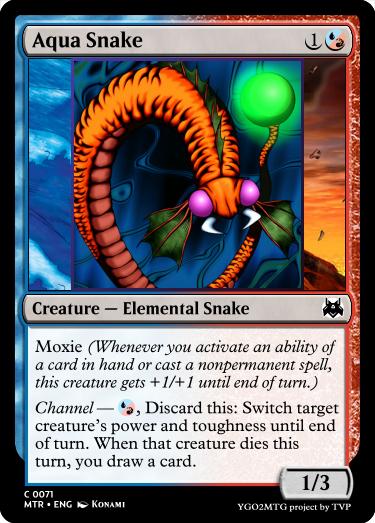 Aqua Snake 1
Creature — Elemental Snake
Moxie (Whenever you activate an ability of
a card in hand or cast a nonpermanent spell,
this creature gets +1/+1 until end of turn.)
Channel — , Discard this: Switch target
creature's power and toughness until end
of turn. When that creature dies this
turn, you draw a card.
1/3
C 0071
MTR • ENG KONAMI
YGO2MTG project by TVP